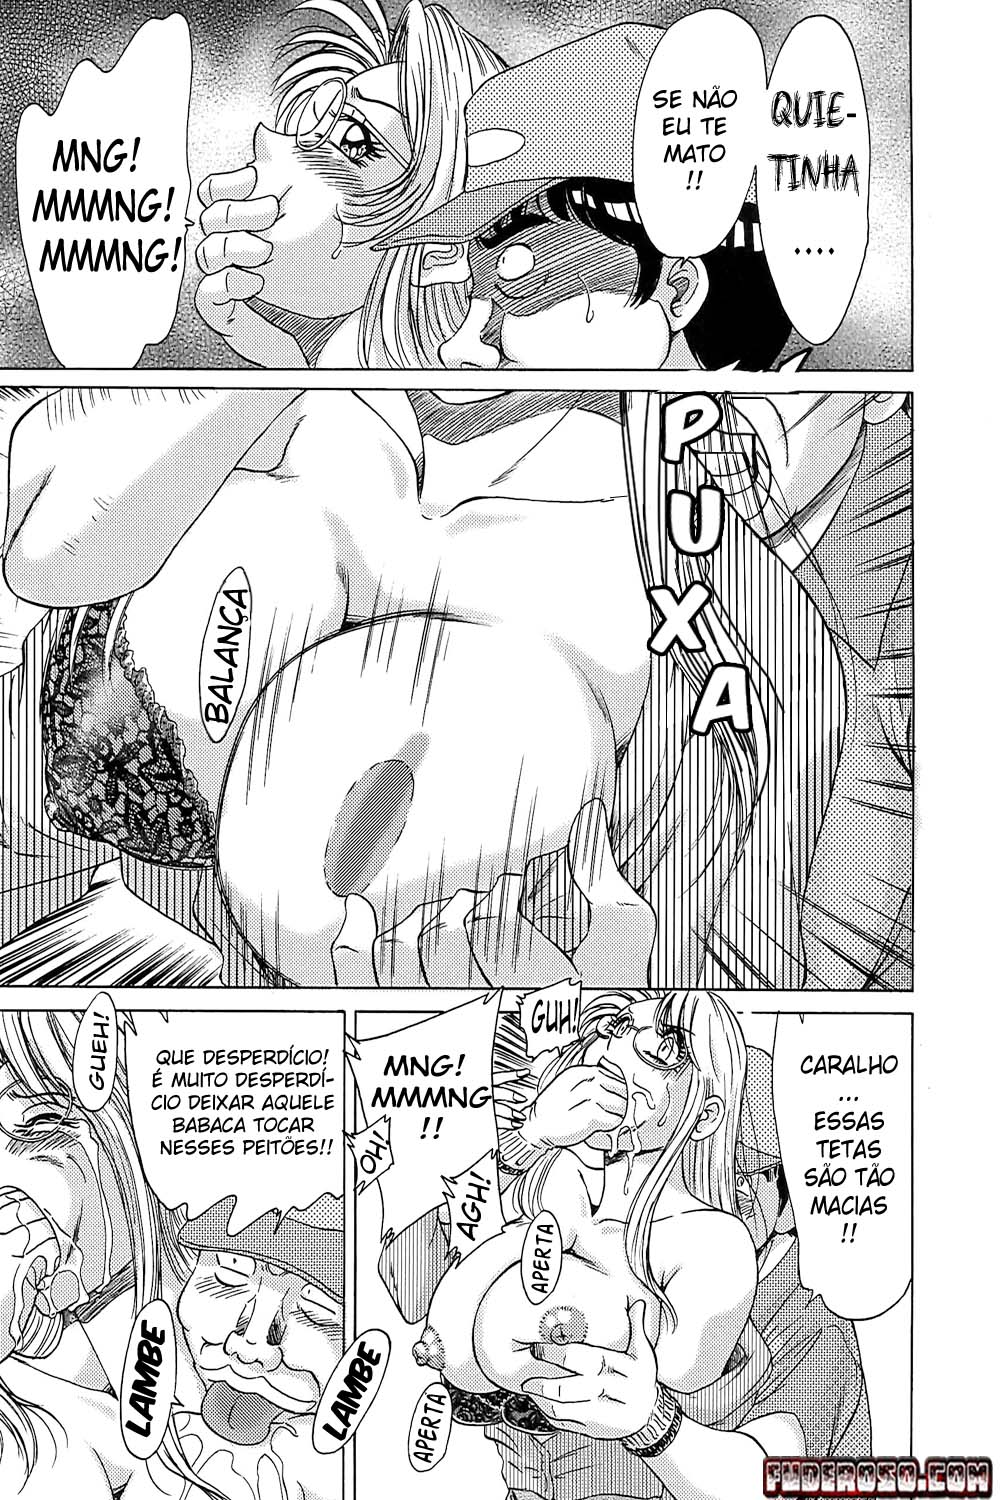 QUIE-
TINHA
....
SE NÃO
EU TE
MATO
!!
MNG!
MMMNG!
MMMNG!
PUXA
BALANÇA
CARALHO
...
ESSAS
TETAS
SÃO TÃO
MACIAS
!!
GUH!
MNG!
MMMNG
!!
OH!
AGH!
APERTA
APERTA
QUE DESPERDÍCIO!
É MUITO DESPERDÍ-
CIO DEIXAR AQUELE
BABACA TOCAR
NESSES PEITÕES!!
GUEH!
LAMBE
LAMBE
FUDEROSO.COM